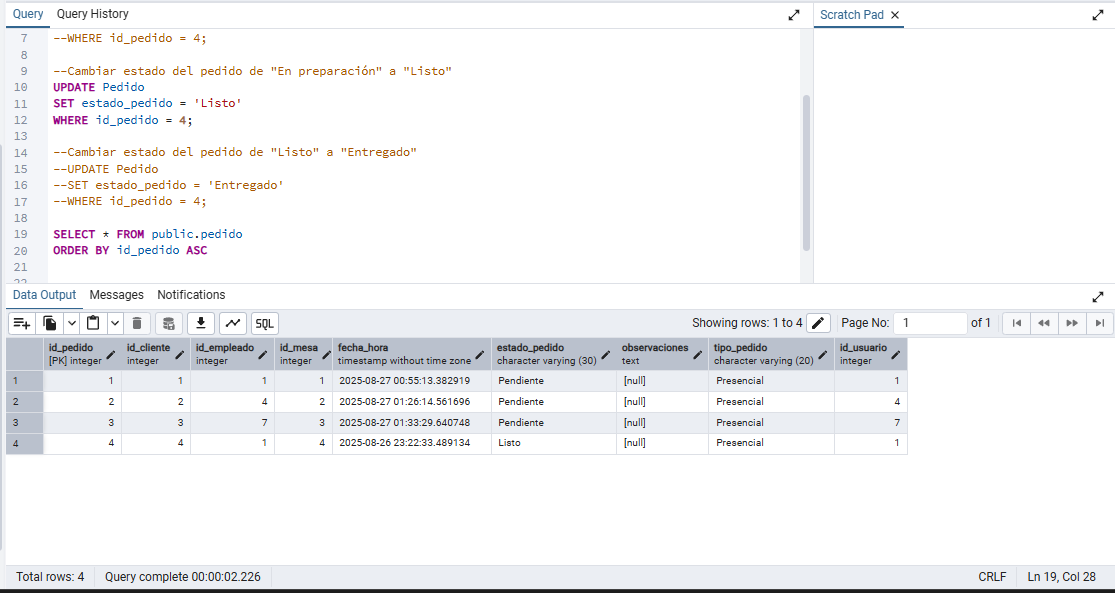 Query Query History
Scratch Pad
7 --WHERE id_pedido = 4;
8
9 --Cambiar estado del pedido de "En preparación" a "Listo"
10 UPDATE Pedido
11 SET estado_pedido = 'Listo'
12 WHERE id_pedido = 4;
13
14 --Cambiar estado del pedido de "Listo" a "Entregado"
15 --UPDATE Pedido
16 --SET estado_pedido = 'Entregado'
17 --WHERE id_pedido = 4;
18
19 SELECT * FROM public.pedido
20 ORDER BY id_pedido ASC
21
22
Data Output Messages Notifications
SQL Showing rows: 1 to 4 Page No: 1 of 1
id_pedido id_cliente id_empleado id_mesa fecha_hora estado_pedido observaciones tipo_pedido id_usuario
[PK] integer integer integer integer timestamp without time zone character varying (30) text character varying (20) integer
1 1 1 1 1 2025-08-27 00:55:13.382919 Pendiente [null] Presencial 1
2 2 2 4 2 2025-08-27 01:26:14.561696 Pendiente [null] Presencial 4
3 3 3 7 3 2025-08-27 01:33:29.640748 Pendiente [null] Presencial 7
4 4 4 1 4 2025-08-26 23:22:33.489134 Listo [null] Presencial 1
Total rows: 4 Query complete 00:00:02.226 CRLF Ln 19, Col 28